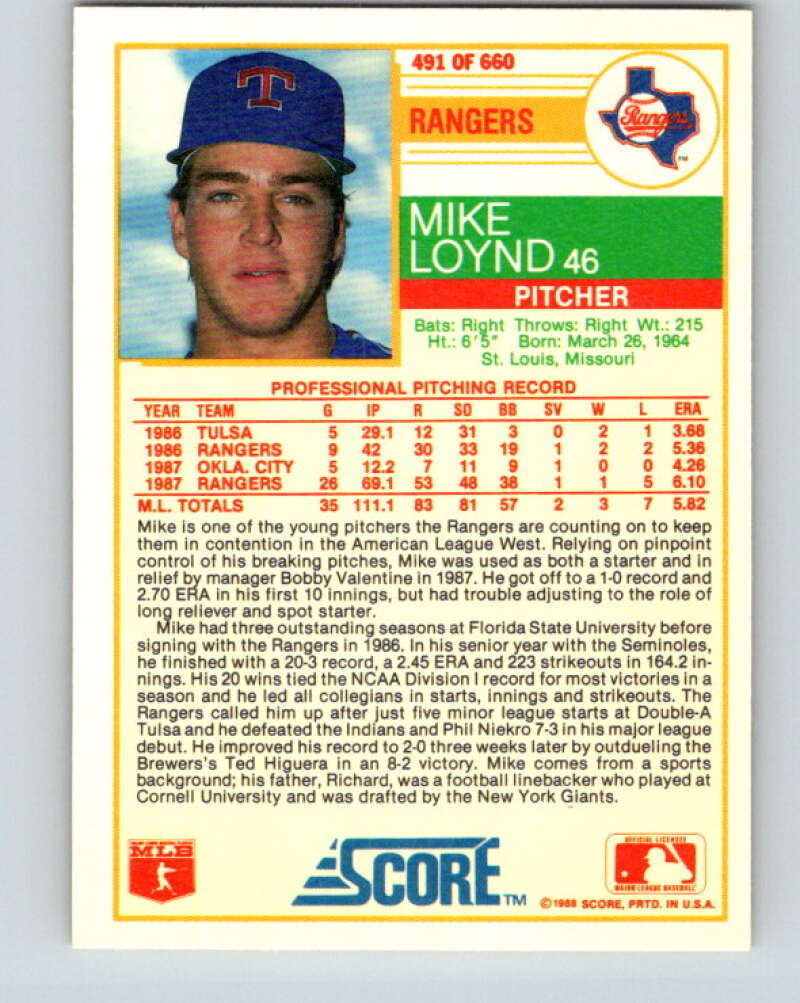 T
491 OF 660
RANGERS
Rangers
TM
MIKE
LOYND 46
PITCHER
Bats: Right Throws: Right Wt.: 215
Ht.: 6'5" Born: March 26, 1964
St. Louis, Missouri
PROFESSIONAL PITCHING RECORD
YEAR TEAM G IP R SO BB SV W L ERA
1986 TULSA 5 29.1 12 31 3 0 2 1 3.68
1986 RANGERS 9 42 30 33 19 1 2 2 5.36
1987 OKLA. CITY 5 12.2 7 11 9 1 0 0 4.26
1987 RANGERS 26 69.1 53 48 38 1 1 5 6.10
M.L. TOTALS 35 111.1 83 81 57 2 3 7 5.82
Mike is one of the young pitchers the Rangers are counting on to keep
them in contention in the American League West. Relying on pinpoint
control of his breaking pitches, Mike was used as both a starter and in
relief by manager Bobby Valentine in 1987. He got off to a 1-0 record and
2.70 ERA in his first 10 innings, but had trouble adjusting to the role of
long reliever and spot starter.
Mike had three outstanding seasons at Florida State University before
signing with the Rangers in 1986. In his senior year with the Seminoles,
he finished with a 20-3 record, a 2.45 ERA and 223 strikeouts in 164.2 in-
nings. His 20 wins tied the NCAA Division I record for most victories in a
season and he led all collegians in starts, innings and strikeouts. The
Rangers called him up after just five minor league starts at Double-A
Tulsa and he defeated the Indians and Phil Niekro 7-3 in his major league
debut. He improved his record to 2-0 three weeks later by outdueling the
Brewers's Ted Higuera in an 8-2 victory. Mike comes from a sports
background; his father, Richard, was a football linebacker who played at
Cornell University and was drafted by the New York Giants.
MLB
SCORE TM
OFFICIAL LICENSEE
MAJOR LEAGUE BASEBALL
©1988 SCORE, PRTD. IN U.S.A.